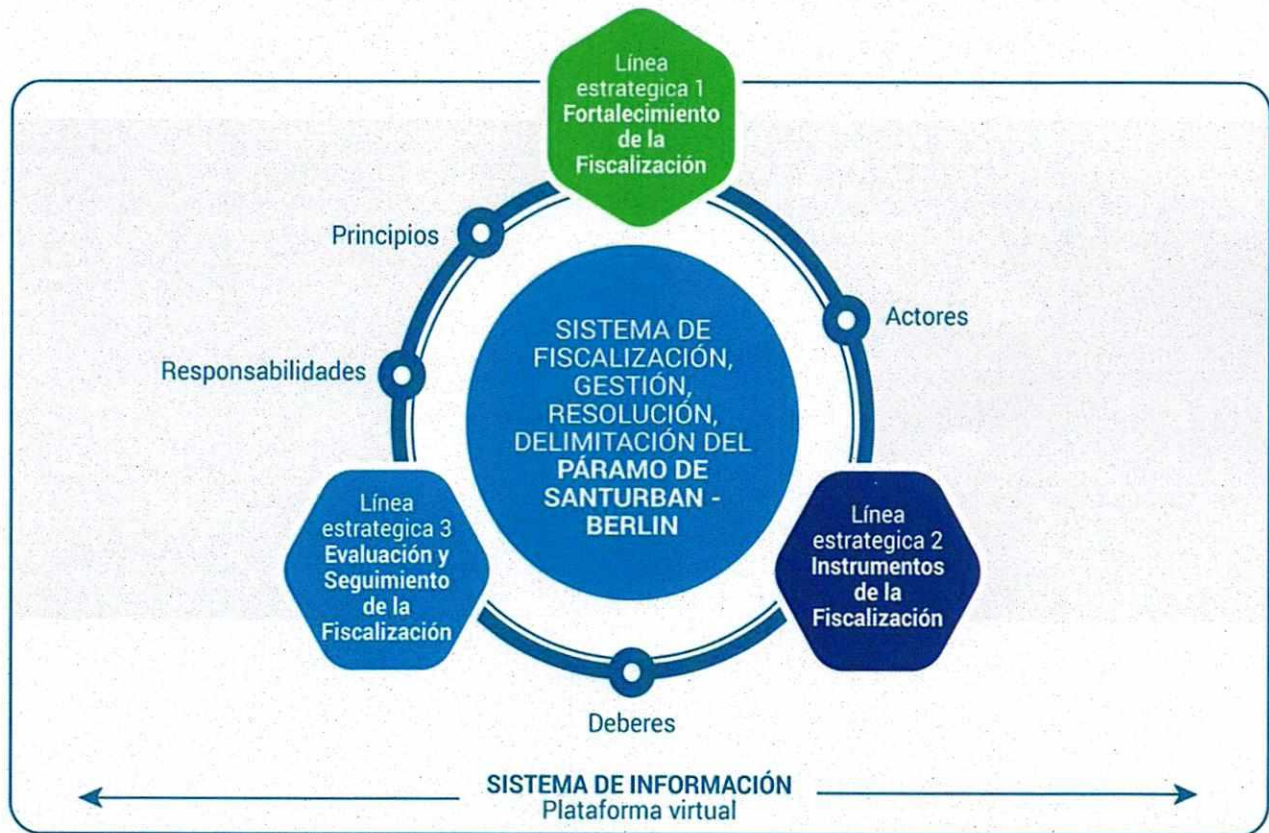 Línea
estrategica 1
Fortalecimiento
de la
Fiscalización
Principios
Actores
Responsabilidades
SISTEMA DE
FISCALIZACIÓN,
GESTIÓN,
RESOLUCIÓN,
DELIMITACIÓN DEL
PÁRAMO DE
SANTURBAN -
BERLIN
Línea
estrategica 3
Evaluación y
Seguimiento
de la
Fiscalización
Línea
estrategica 2
Instrumentos
de la
Fiscalización
Deberes
SISTEMA DE INFORMACIÓN
Plataforma virtual